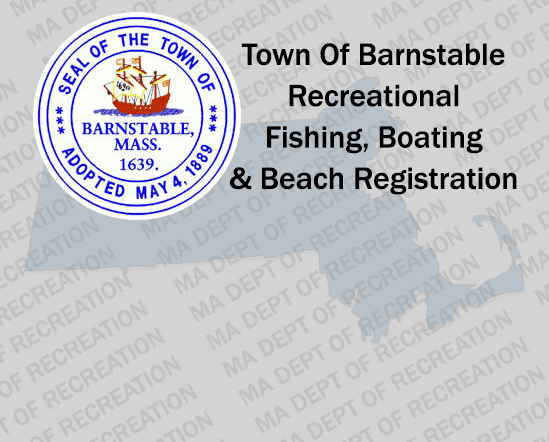 SEAL OF THE TOWN OF
1639
BARNSTABLE,
MASS.
1639.
ADOPTED MAY 4, 1889
Town Of Barnstable
Recreational
Fishing, Boating
& Beach Registration
MA DEPT OF RECREATION